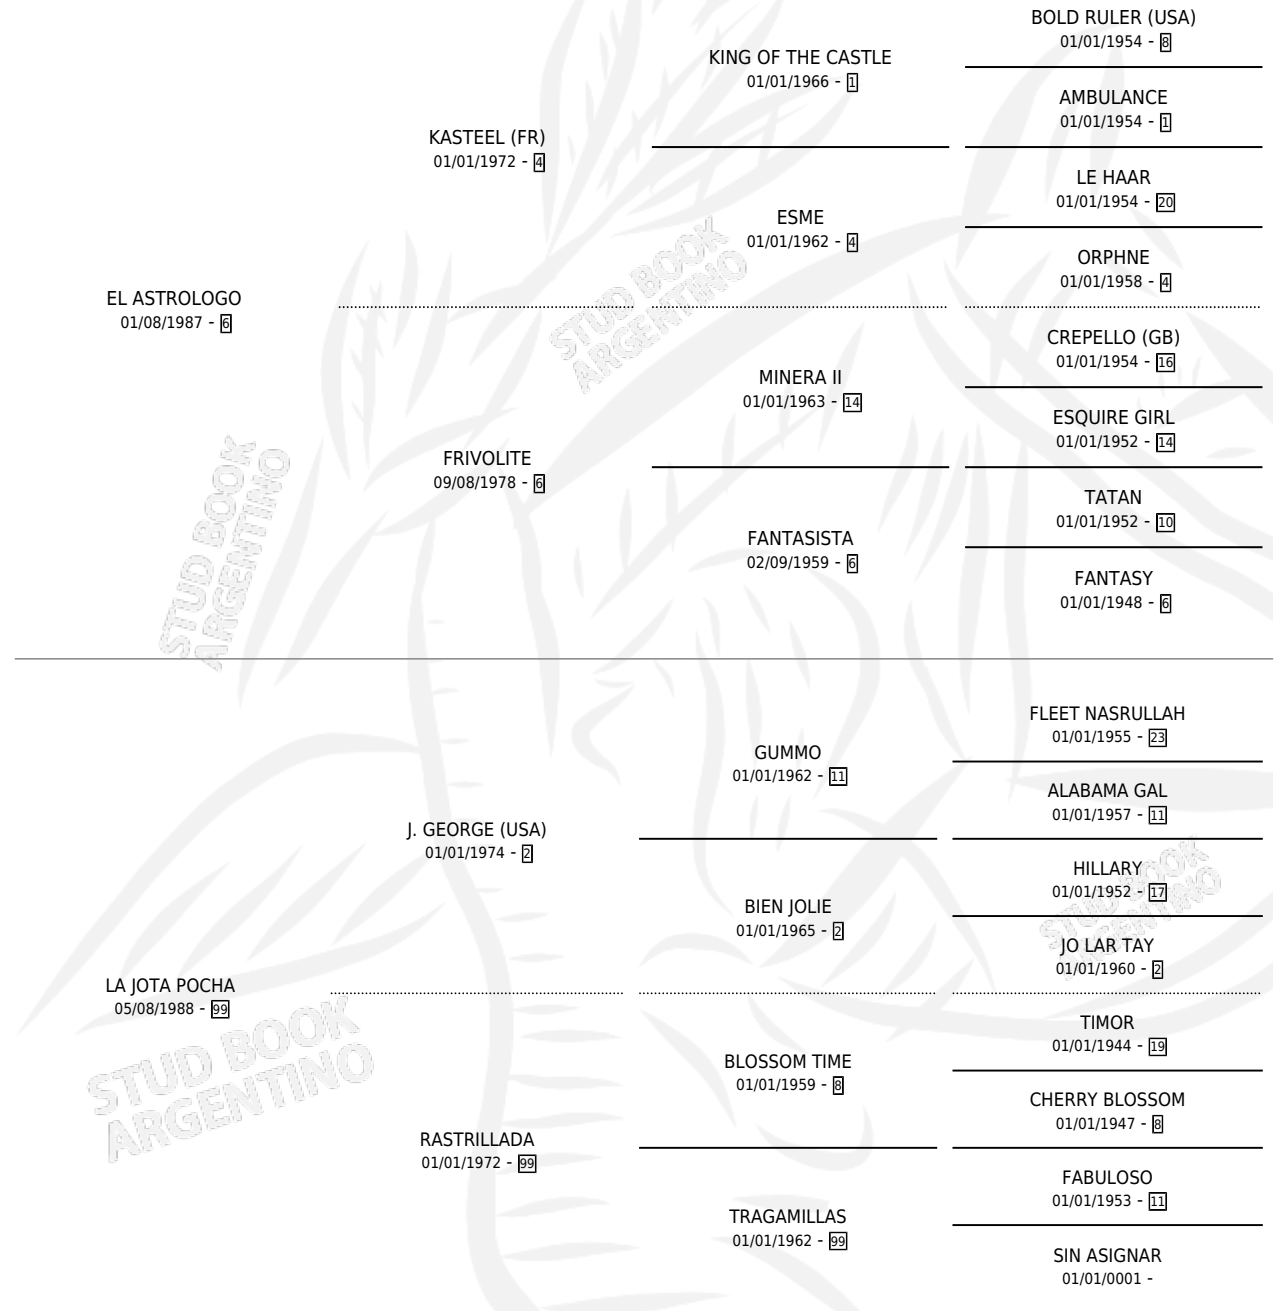 BOLD RULER (USA)
01/01/1954 - 8
KING OF THE CASTLE
01/01/1966 - 1
AMBULANCE
01/01/1954 - 1
KASTEEL (FR)
01/01/1972 - 4
LE HAAR
01/01/1954 - 20
ESME
01/01/1962 - 4
ORPHNE
01/01/1958 - 4
EL ASTROLOGO
01/08/1987 - 6
CREPELLO (GB)
01/01/1954 - 16
MINERA II
01/01/1963 - 14
ESQUIRE GIRL
01/01/1952 - 14
FRIVOLITE
09/08/1978 - 6
TATAN
01/01/1952 - 10
FANTASISTA
02/09/1959 - 6
FANTASY
01/01/1948 - 6
STUD BOOK
ARGENTINO
STUD BOOK
ARGENTINO
FLEET NASRULLAH
01/01/1955 - 23
GUMMO
01/01/1962 - 11
ALABAMA GAL
01/01/1957 - 11
J. GEORGE (USA)
01/01/1974 - 2
HILLARY
01/01/1952 - 17
BIEN JOLIE
01/01/1965 - 2
JO LAR TAY
01/01/1960 - 2
LA JOTA POCHA
05/08/1988 - 99
TIMOR
01/01/1944 - 19
BLOSSOM TIME
01/01/1959 - 8
CHERRY BLOSSOM
01/01/1947 - 8
RASTRILLADA
01/01/1972 - 99
FABULOSO
01/01/1953 - 11
TRAGAMILLAS
01/01/1962 - 99
SIN ASIGNAR
01/01/0001 -
STUD BOOK
ARGENTINO
STUD BOOK
ARGENTINO